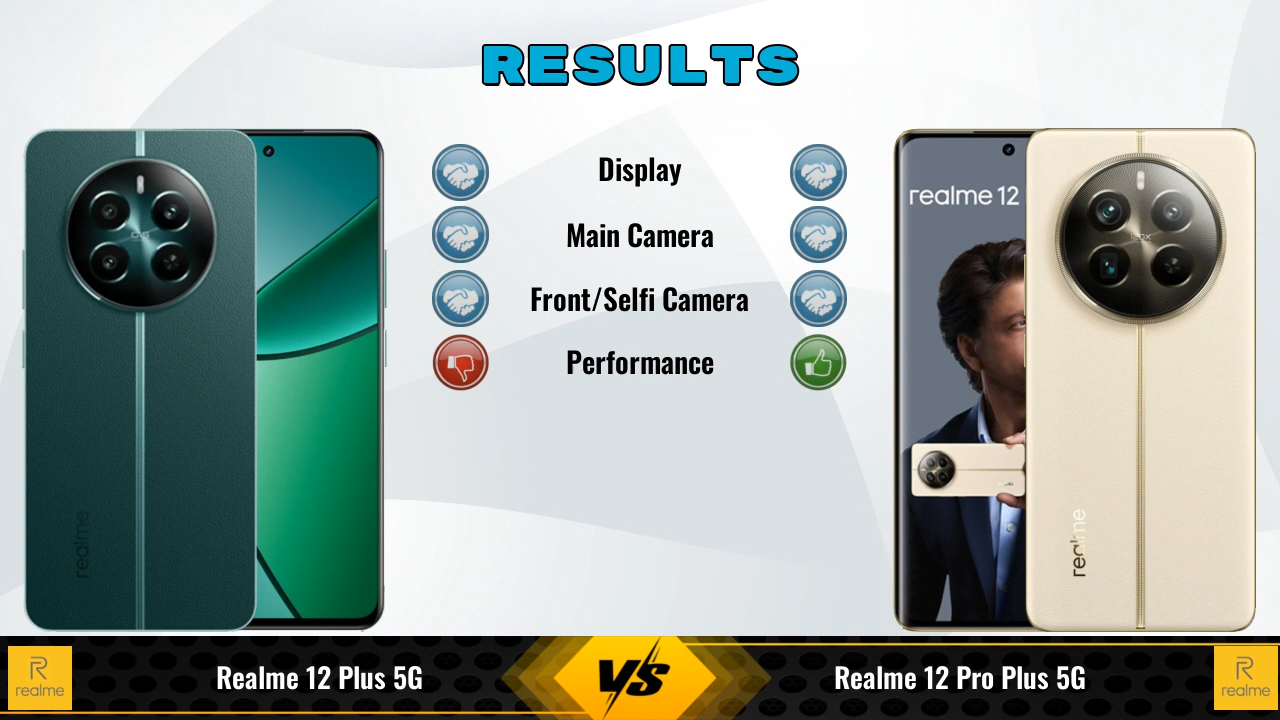 RESULTS
Display
Main Camera
Front/Selfi Camera
Performance
realme 12
realme
realme
realme
Realme 12 Plus 5G
VS
Realme 12 Pro Plus 5G
realme